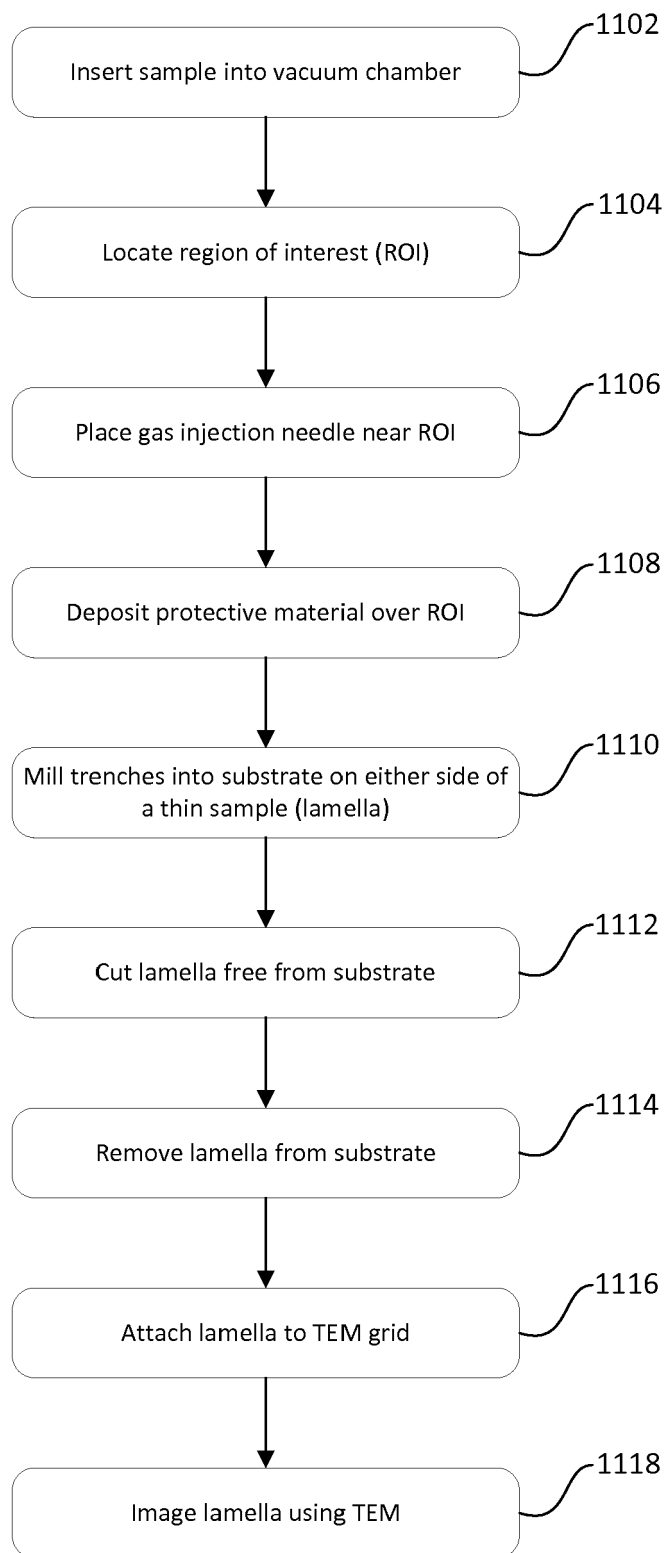 1102
Insert sample into vacuum chamber
1104
Locate region of interest (ROI)
1106
Place gas injection needle near ROI
1108
Deposit protective material over ROI
1110
Mill trenches into substrate on either side of
a thin sample (lamella)
1112
Cut lamella free from substrate
1114
Remove lamella from substrate
1116
Attach lamella to TEM grid
1118
Image lamella using TEM